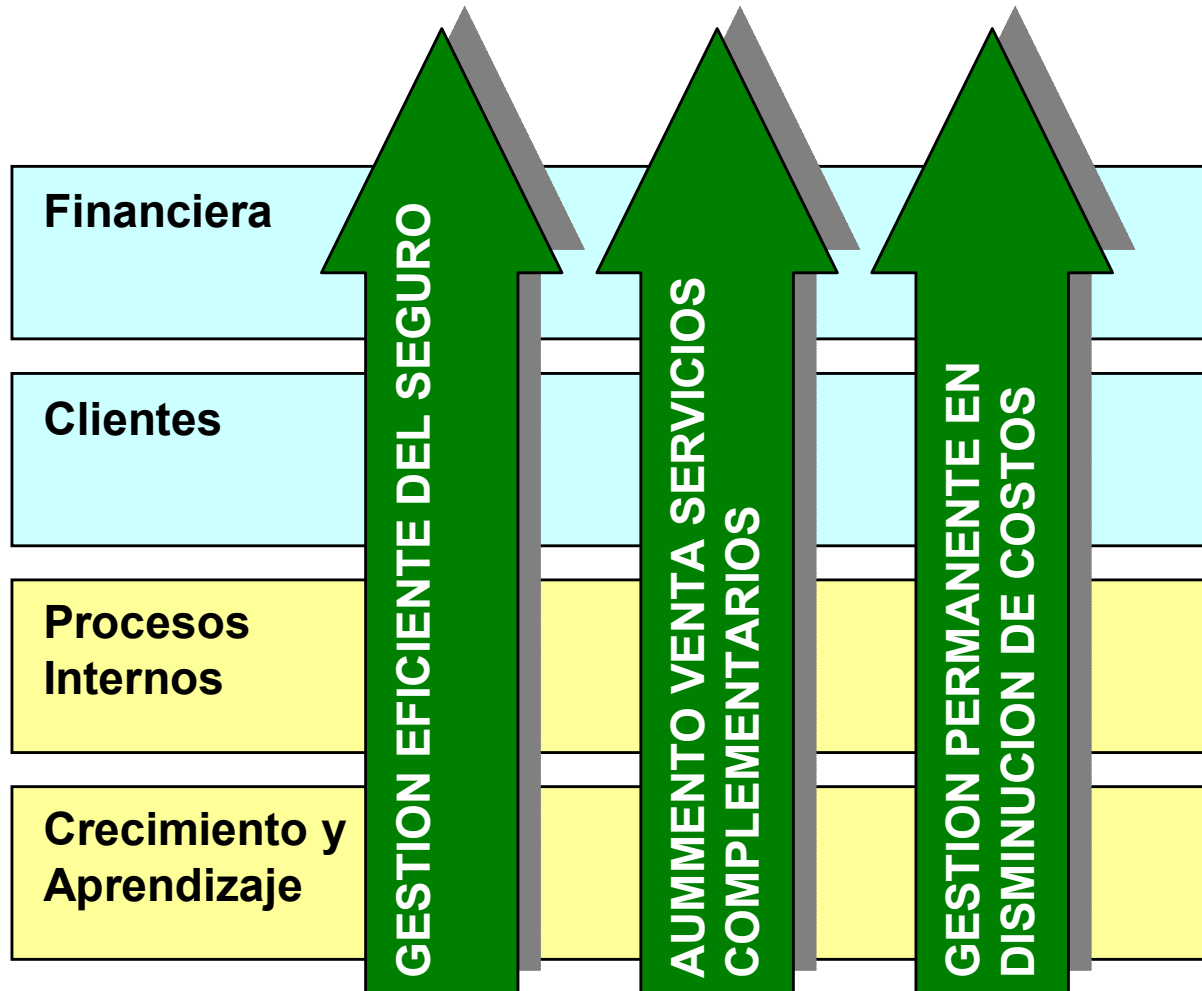 Financiera
Clientes
Procesos
Internos
Crecimiento y
Aprendizaje
GESTION EFICIENTE DEL SEGURO
AUMMENTO VENTA SERVICIOS
COMPLEMENTARIOS
GESTION PERMANENTE EN
DISMINUCION DE COSTOS